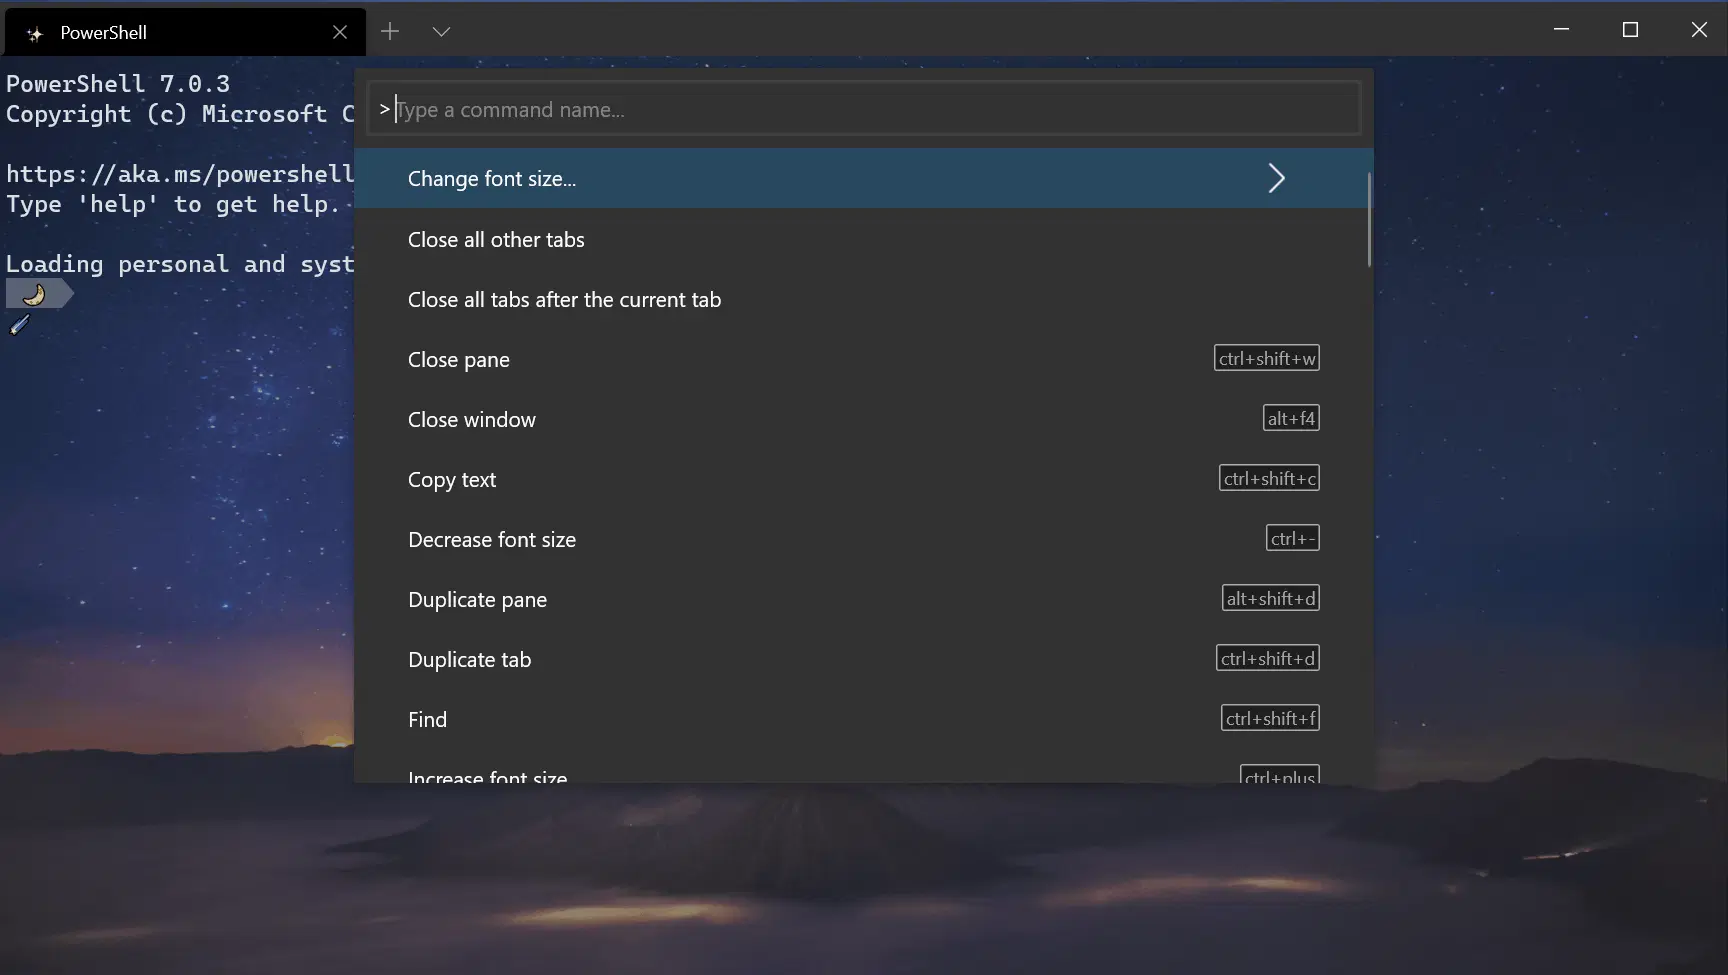 PowerShell
PowerShell 7.0.3
Copyright (c) Microsoft C
https://aka.ms/powershell
Type 'help' to get help.
Loading personal and syst
> Type a command name...
Change font size...
Close all other tabs
Close all tabs after the current tab
Close pane ctrl+shift+w
Close window alt+f4
Copy text ctrl+shift+c
Decrease font size ctrl+-
Duplicate pane alt+shift+d
Duplicate tab ctrl+shift+d
Find ctrl+shift+f
Increase font size ctrl+plus